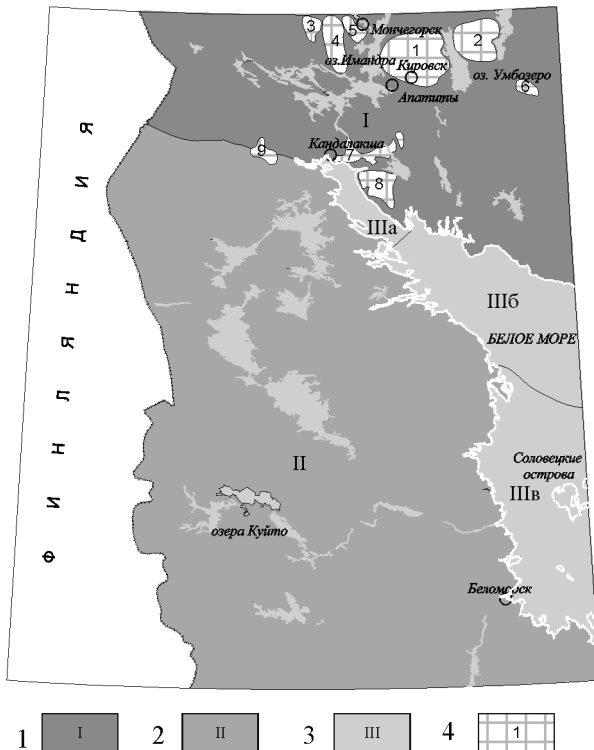 3
4
5
Мончегорск
1
2
оз.Имандра
Кировск
оз. Умбозеро
6
Апатиты
I
Кандалакша
9
7
8
IIIа
IIIб
БЕЛОЕ МОРЕ
ФИНЛЯНДИЯ
II
Соловецкие
острова
IIIв
озера Куйто
Беломорск
1 I 2 II 3 III 4 1